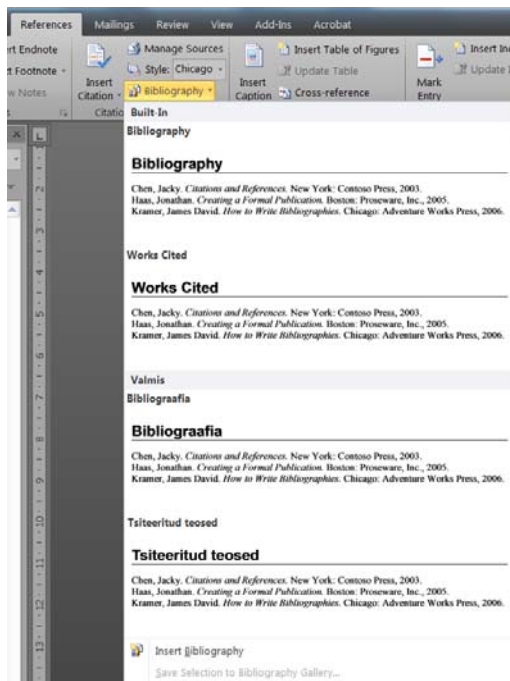 References Mailings Review View Add-Ins Acrobat
rt Endnote Manage Sources Insert Table of Figures Insert In
t Footnote Style: Chicago Update Table Update
w Notes Insert Citation Bibliography Insert Caption Cross-reference Mark Entry
s Citatio
Built-In
Bibliography
Bibliography
Chen, Jacky. Citations and References. New York: Contoso Press, 2003.
Haas, Jonathan. Creating a Formal Publication. Boston: Proseware, Inc., 2005.
Kramer, James David. How to Write Bibliographies. Chicago: Adventure Works Press, 2006.
Works Cited
Works Cited
Chen, Jacky. Citations and References. New York: Contoso Press, 2003.
Haas, Jonathan. Creating a Formal Publication. Boston: Proseware, Inc., 2005.
Kramer, James David. How to Write Bibliographies. Chicago: Adventure Works Press, 2006.
Valmis
Bibliograafia
Bibliograafia
Chen, Jacky. Citations and References. New York: Contoso Press, 2003.
Haas, Jonathan. Creating a Formal Publication. Boston: Proseware, Inc., 2005.
Kramer, James David. How to Write Bibliographies. Chicago: Adventure Works Press, 2006.
Tsiteeritud teosed
Tsiteeritud teosed
Chen, Jacky. Citations and References. New York: Contoso Press, 2003.
Haas, Jonathan. Creating a Formal Publication. Boston: Proseware, Inc., 2005.
Kramer, James David. How to Write Bibliographies. Chicago: Adventure Works Press, 2006.
Insert Bibliography
Save Selection to Bibliography Gallery...